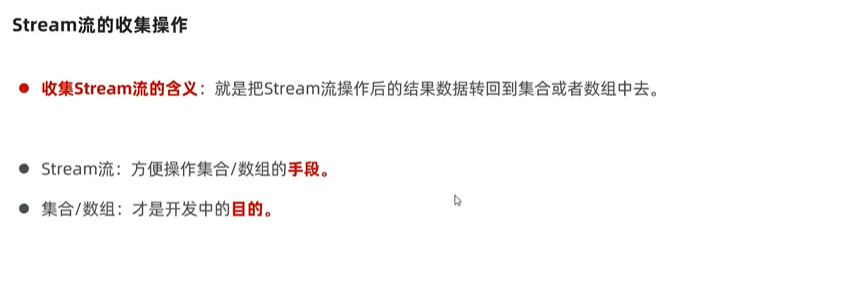 Stream流的收集操作
收集Stream流的含义：就是把Stream流操作后的结果数据转回到集合或者数组中去。
Stream流：方便操作集合/数组的手段。
集合/数组：才是开发中的目的。